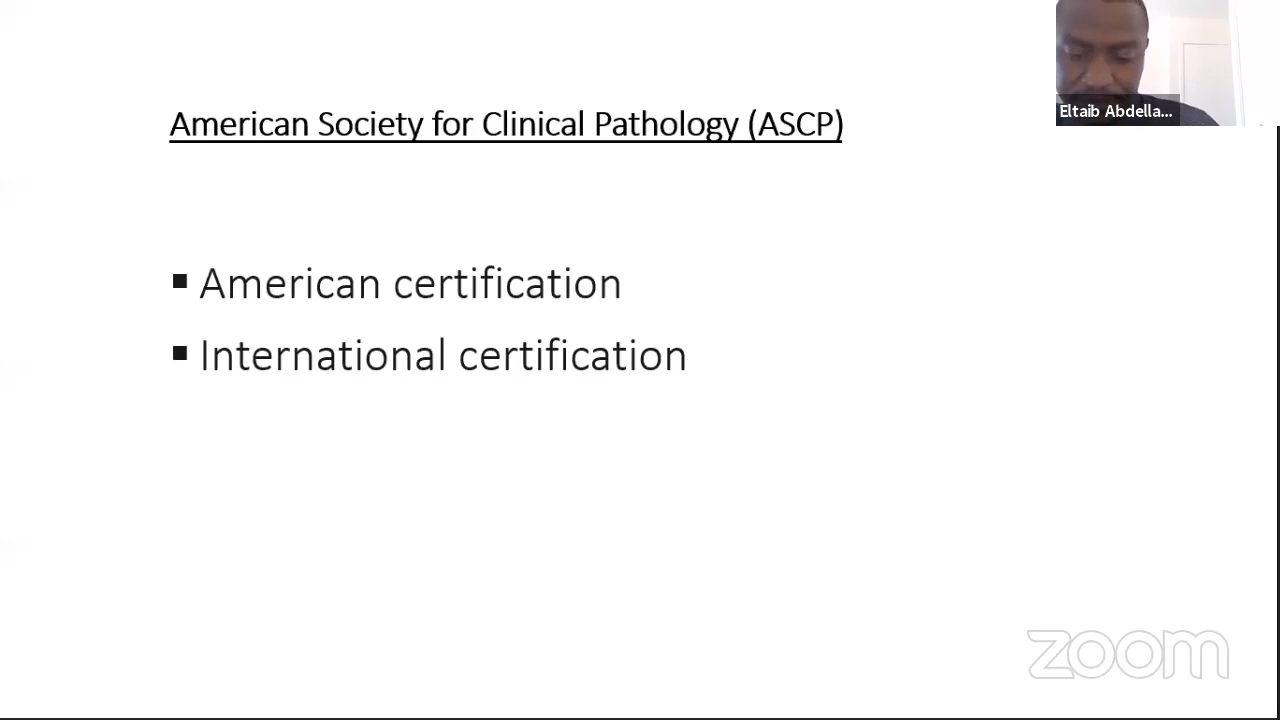 American Society for Clinical Pathology (ASCP)
Eltaib Abdella...
▪ American certification
▪ International certification
zoom